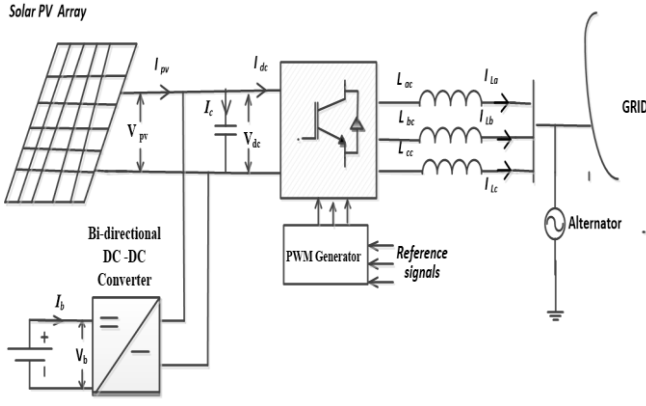 Solar PV Array
I pv
I dc
I c
V pv
V dc
L ac
L bc
L cc
I La
I Lb
I Lc
GRID
Alternator
PWM Generator
Reference
signals
Bi-directional
DC -DC
Converter
I b
V b
+